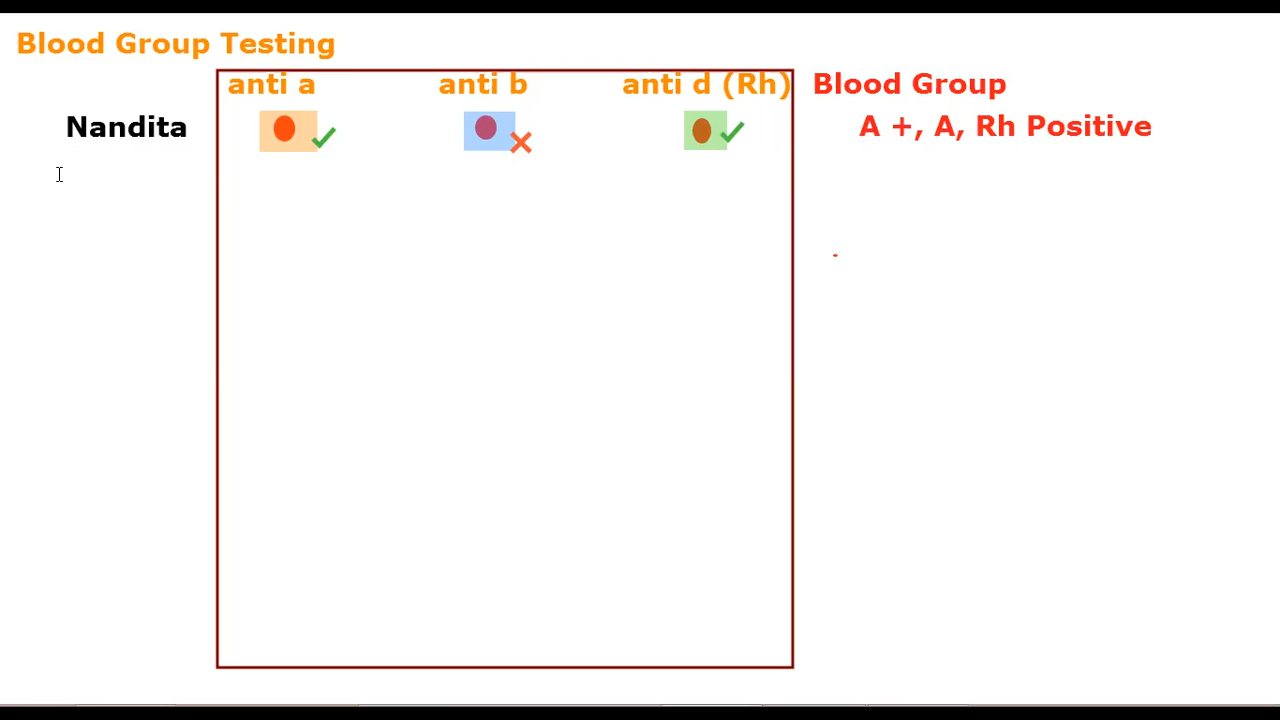 Blood Group Testing
anti a anti b anti d (Rh) Blood Group
Nandita A +, A, Rh Positive